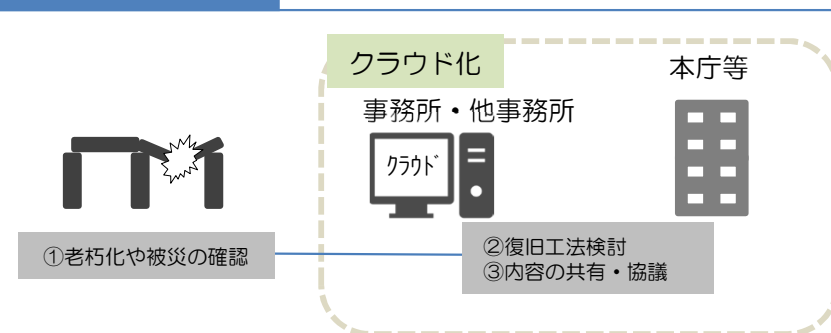 クラウド化
本庁等
事務所・他事務所
ｸﾗｳﾄﾞ
①老朽化や被災の確認
②復旧工法検討
③内容の共有・協議